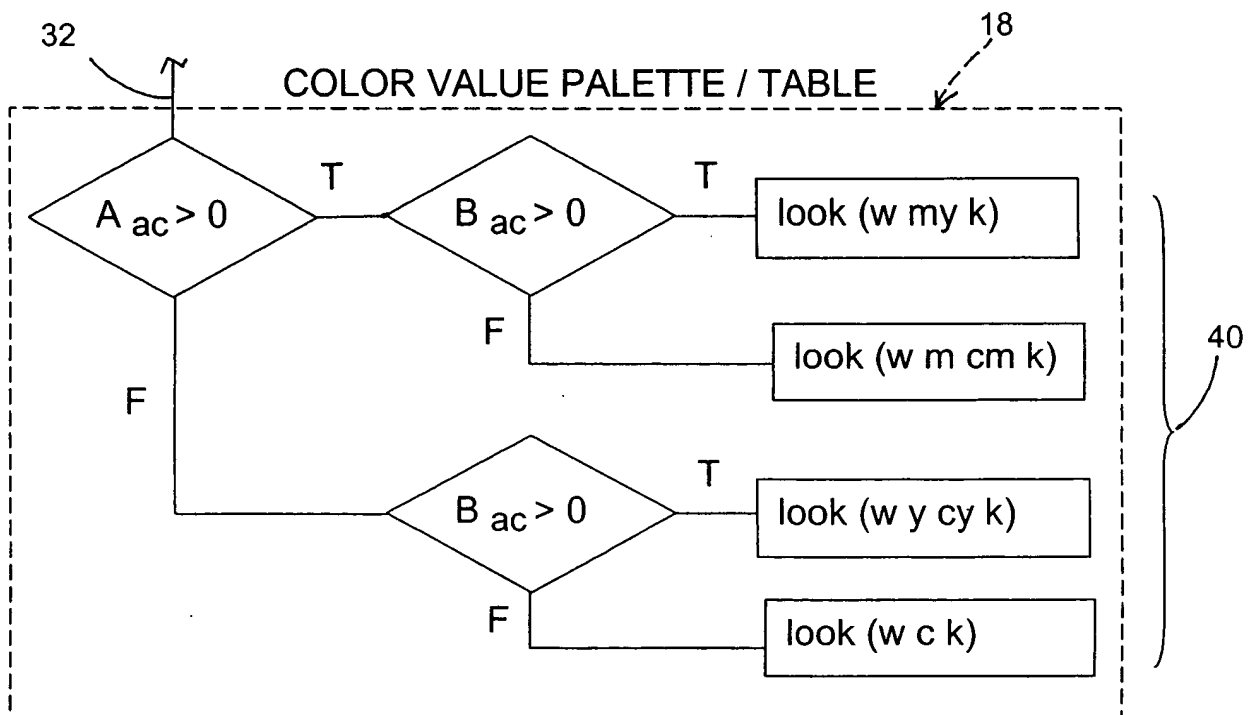 32
18
COLOR VALUE PALETTE / TABLE
A ac > 0
T
B ac > 0
T
look (w my k)
F
look (w m cm k)
40
F
B ac > 0
T
look (w y cy k)
F
look (w c k)